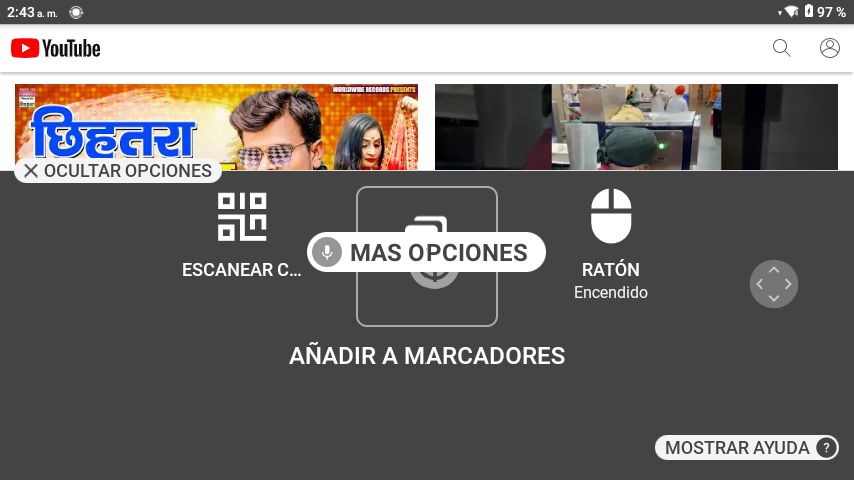 2:43 a. m.
97 %
YouTube
WORLDWIDE RECORDS PRESENTS
छिहतरा
OCULTAR OPCIONES
ESCANEAR C...
MAS OPCIONES
RATÓN
Encendido
AÑADIR A MARCADORES
MOSTRAR AYUDA ?